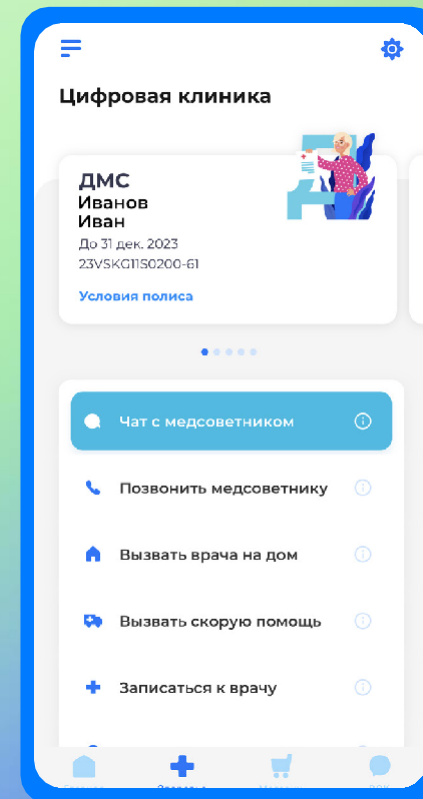 Цифровая клиника
ДМС
Иванов
Иван
До 31 дек. 2023
23VSKG11S0200-61
Условия полиса
Чат с медсоветником
Позвонить медсоветнику
Вызвать врача на дом
Вызвать скорую помощь
Записаться к врачу